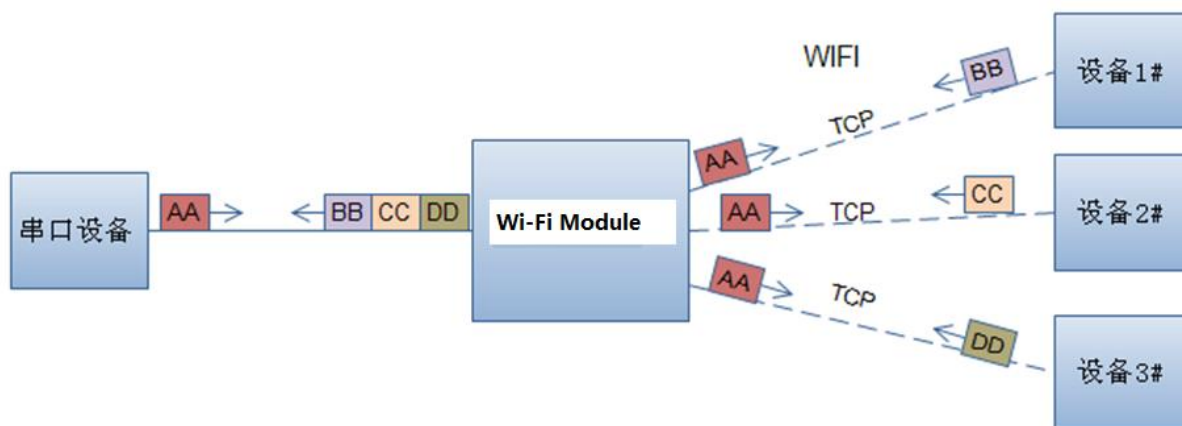 WIFI
设备1#
BB
TCP
AA
串口设备
AA
BB CC DD
Wi-Fi Module
AA
TCP
CC
设备2#
AA
TCP
DD
设备3#